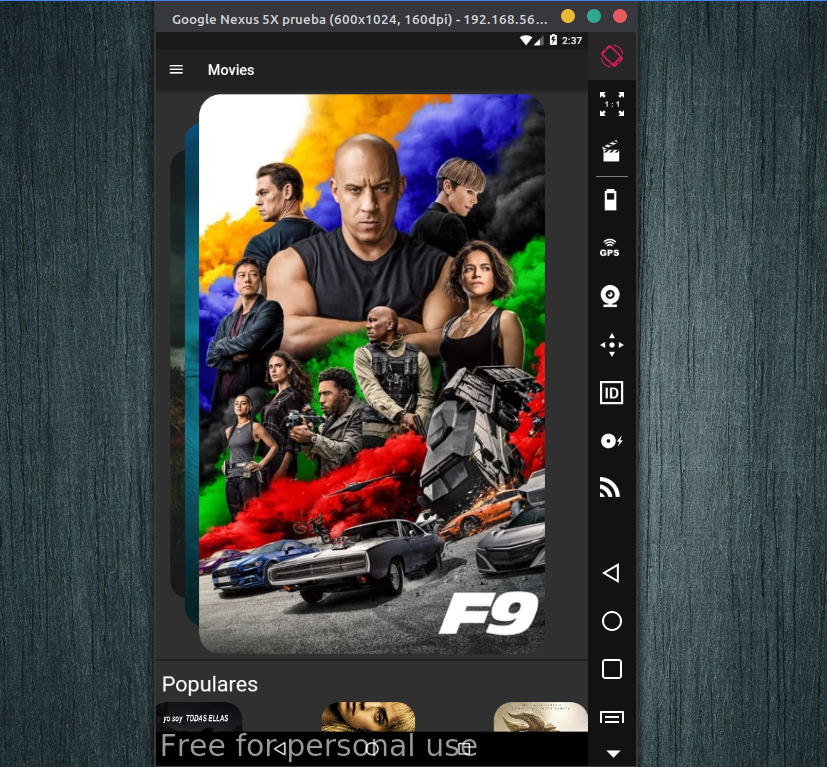 Google Nexus 5X prueba (600x1024, 160dpi) - 192.168.56...
2:37
Movies
1 : 1
GPS
ID
F9
Populares
yo soy TODAS ELLAS
Free for personal use